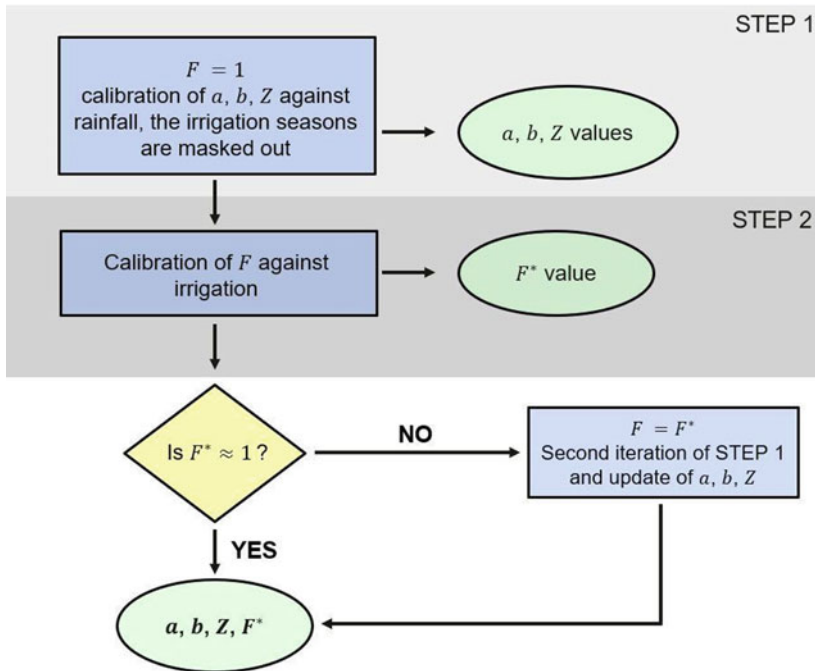 STEP 1
F = 1
calibration of a, b, Z against
rainfall, the irrigation seasons
are masked out
a, b, Z values
STEP 2
Calibration of F against
irrigation
F* value
Is F* ≈ 1 ?
NO
F = F*
Second iteration of STEP 1
and update of a, b, Z
YES
a, b, Z, F*